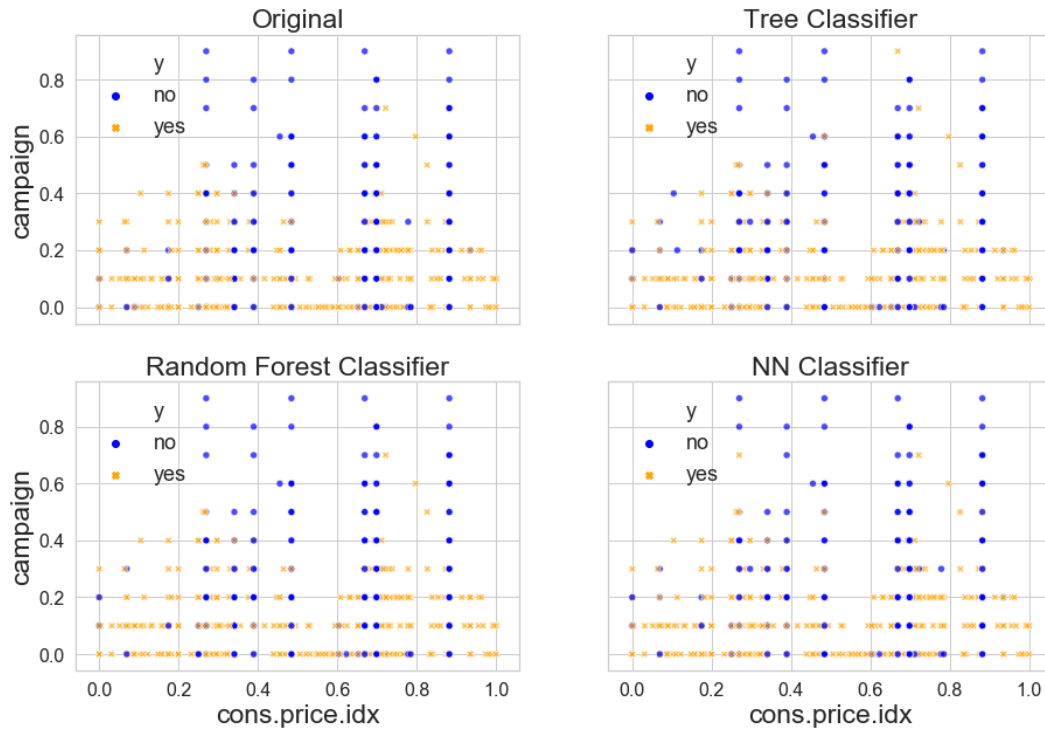 Original
y
no
yes
campaign
0.8
0.6
0.4
0.2
0.0
Tree Classifier
y
no
yes
Random Forest Classifier
y
no
yes
campaign
0.8
0.6
0.4
0.2
0.0
0.0 0.2 0.4 0.6 0.8 1.0
cons.price.idx
NN Classifier
y
no
yes
0.0 0.2 0.4 0.6 0.8 1.0
cons.price.idx